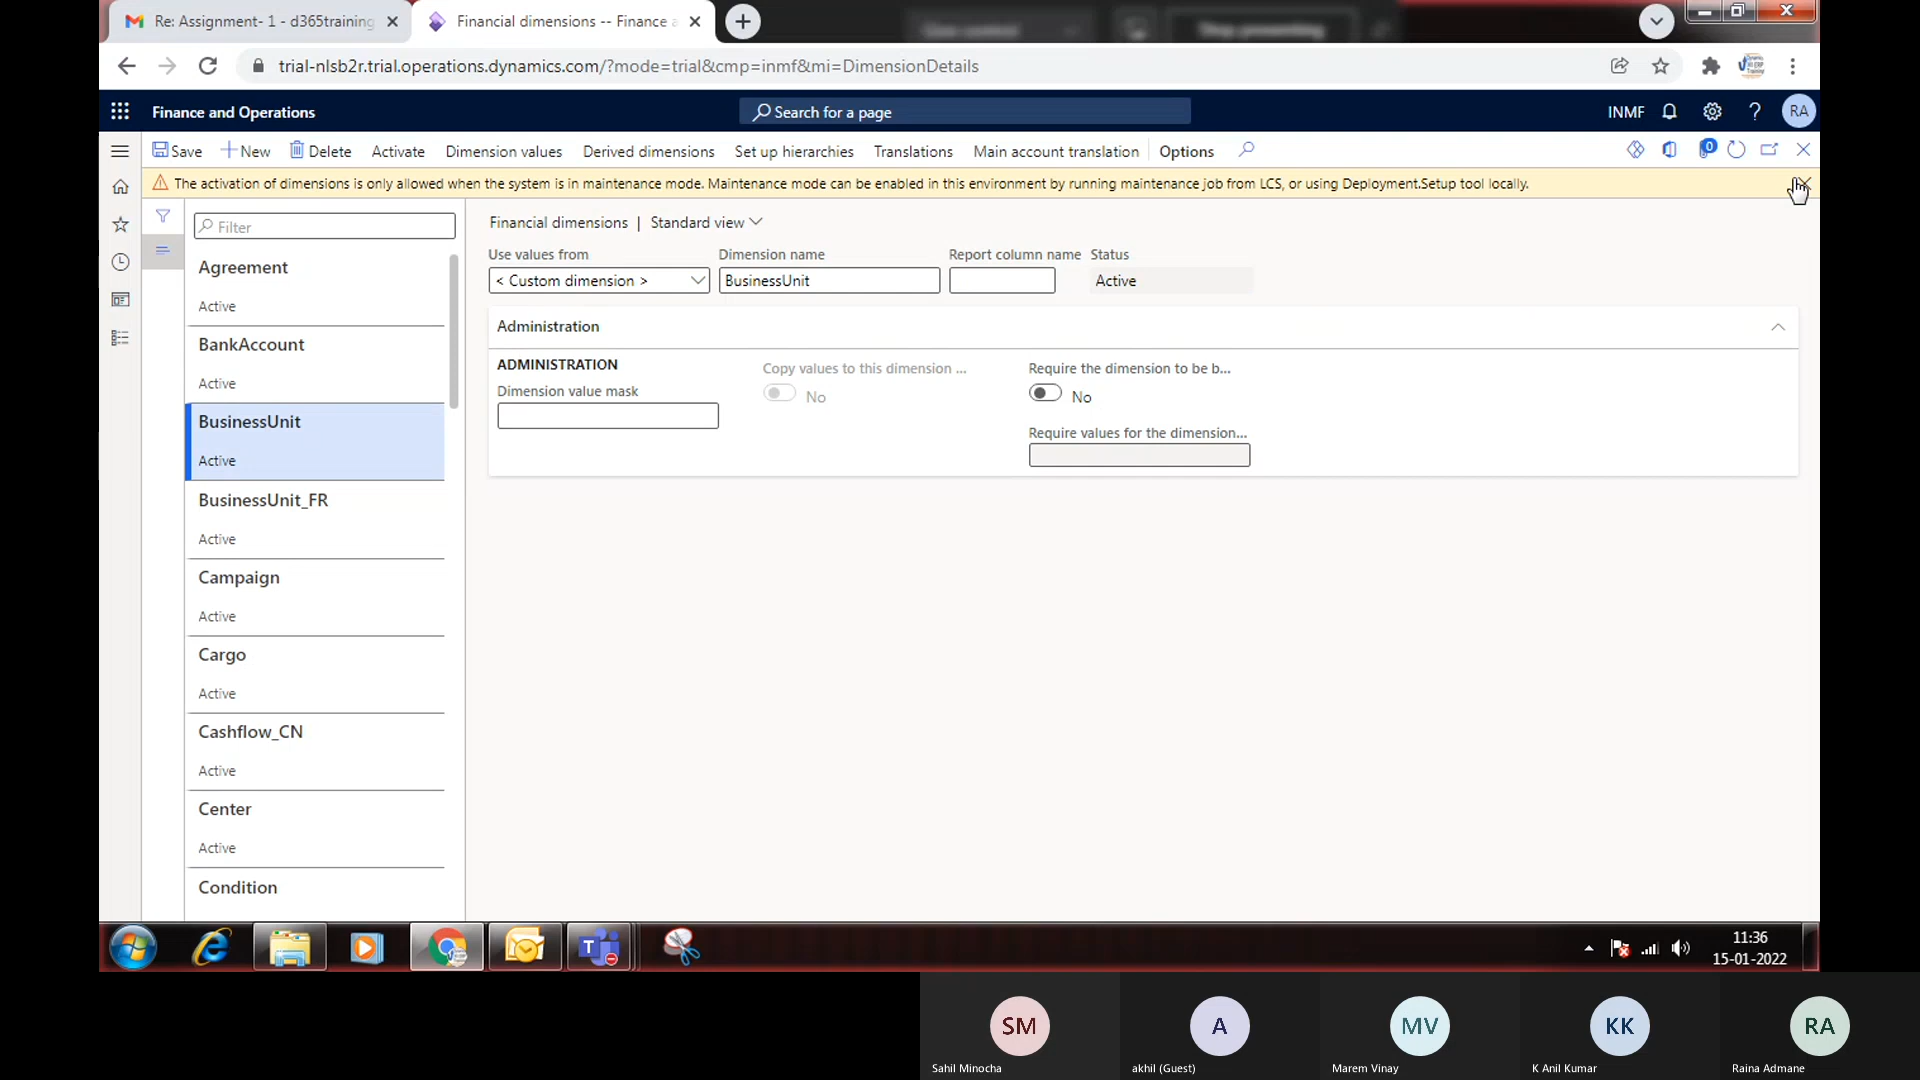 Re: Assignment- 1 - d365training
Financial dimensions -- Finance a
trial-nlsb2r.trial.operations.dynamics.com/?mode=trial&cmp=inmf&mi=DimensionDetails
Finance and Operations
Search for a page
INMF
RA
Save
New
Delete
Activate
Dimension values
Derived dimensions
Set up hierarchies
Translations
Main account translation
Options
0
The activation of dimensions is only allowed when the system is in maintenance mode. Maintenance mode can be enabled in this environment by running maintenance job from LCS, or using Deployment.Setup tool locally.
Filter
Agreement
Active
BankAccount
Active
BusinessUnit
Active
BusinessUnit_FR
Active
Campaign
Active
Cargo
Active
Cashflow_CN
Active
Center
Active
Condition
Financial dimensions | Standard view
Use values from
< Custom dimension >
Dimension name
BusinessUnit
Report column name
Status
Active
Administration
ADMINISTRATION
Dimension value mask
Copy values to this dimension ...
No
Require the dimension to be b...
No
Require values for the dimension...
11:36
15-01-2022
SM
Sahil Minocha
A
akhil (Guest)
MV
Marem Vinay
KK
K Anil Kumar
RA
Raina Admane